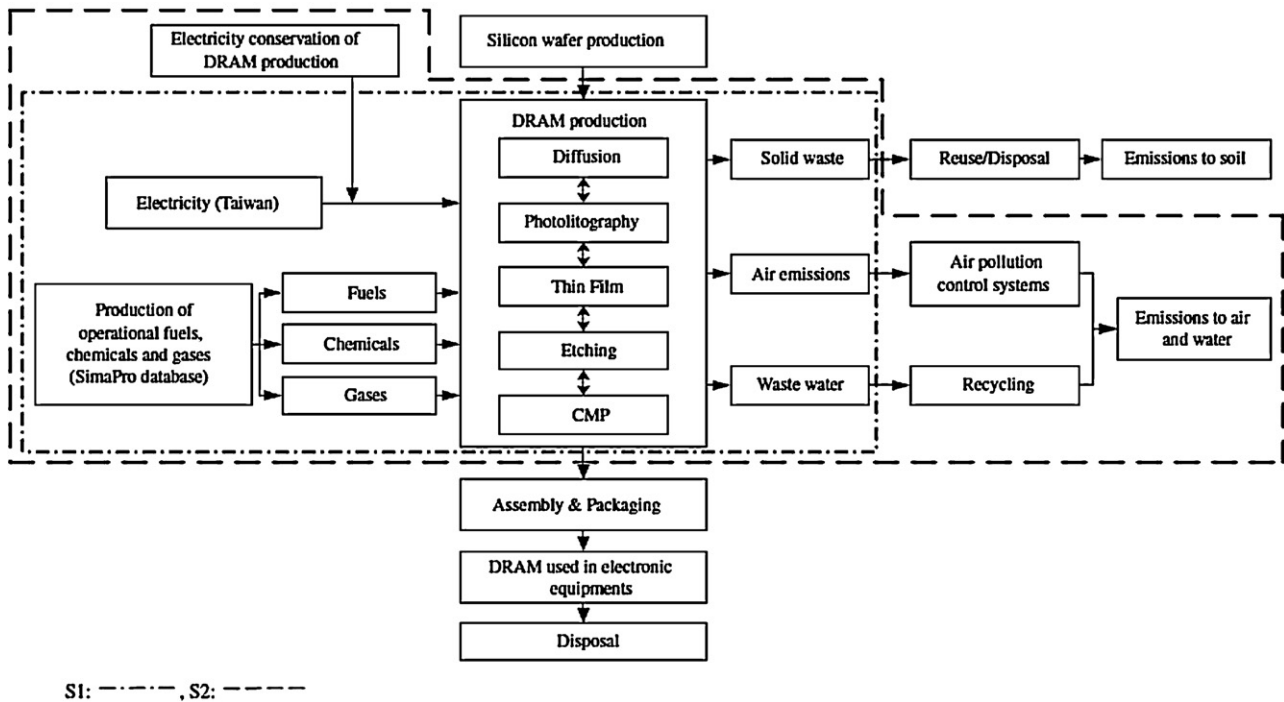 Electricity conservation of
DRAM production
Silicon wafer production
DRAM production
Diffusion
Photolitography
Thin Film
Etching
CMP
Electricity (Taiwan)
Production of
operational fuels,
chemicals and gases
(SimaPro database)
Fuels
Chemicals
Gases
Solid waste
Reuse/Disposal
Emissions to soil
Air emissions
Air pollution
control systems
Waste water
Recycling
Emissions to air
and water
Assembly & Packaging
DRAM used in electronic
equipments
Disposal
S1: —·—·—·—, S2: — — — —